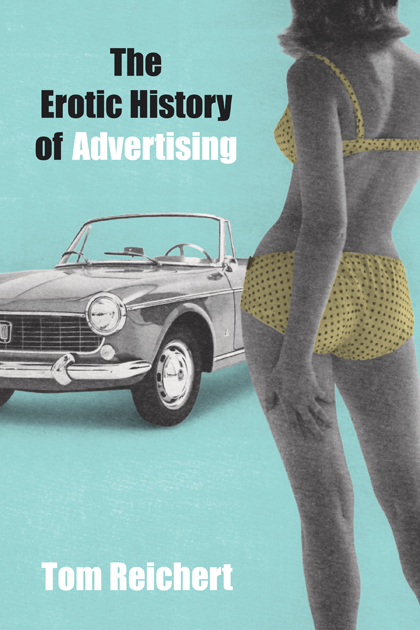 The
Erotic History
of Advertising
Tom Reichert